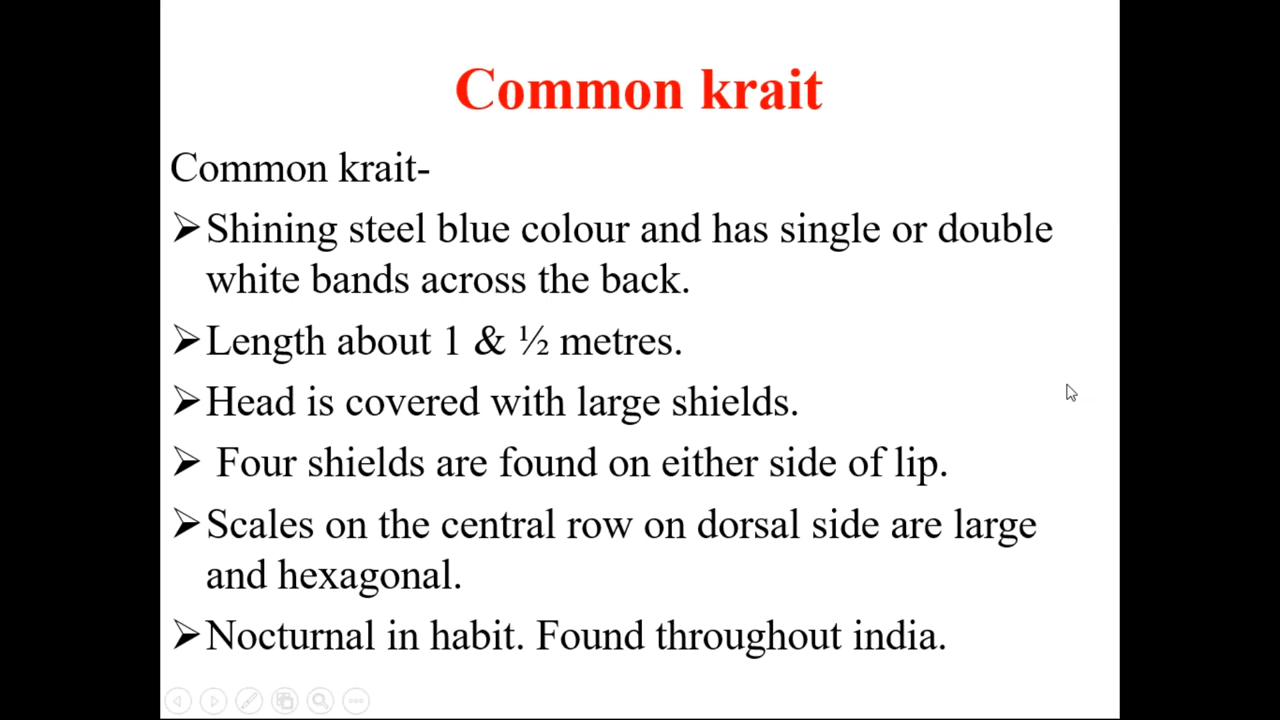 Common krait
Common krait-
➢Shining steel blue colour and has single or double
white bands across the back.
➢Length about 1 & ½ metres.
➢Head is covered with large shields.
➢ Four shields are found on either side of lip.
➢Scales on the central row on dorsal side are large
and hexagonal.
➢Nocturnal in habit. Found throughout india.